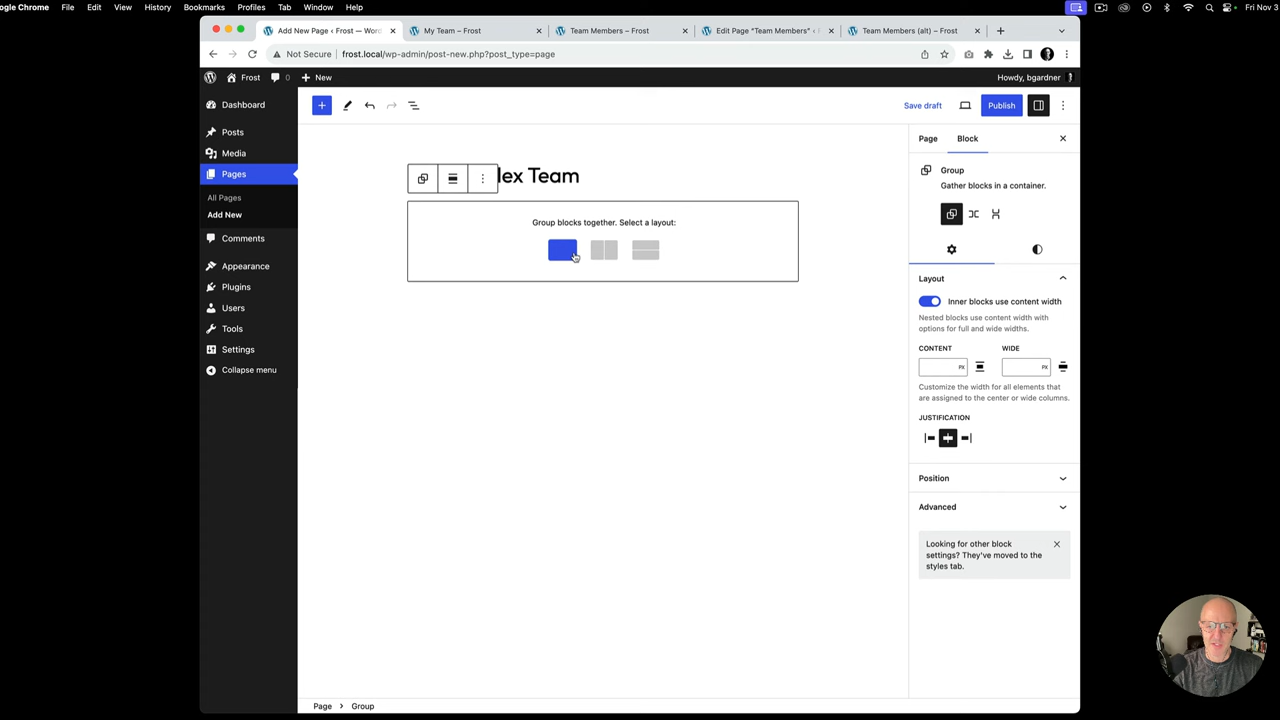 oogle Chrome File Edit View History Bookmarks Profiles Tab Window Help Fri Nov 3
Add New Page ‹ Frost — Wor My Team – Frost Team Members – Frost Edit Page "Team Members" ‹ Team Members (alt) – Frost
Not Secure frost.local/wp-admin/post-new.php?post_type=page
Frost 0 New Howdy, bgardner
Dashboard
Posts
Media
Pages
All Pages
Add New
Comments
Appearance
Plugins
Users
Tools
Settings
Collapse menu
Save draft Publish
lex Team
Group blocks together. Select a layout:
Page Block
Group
Gather blocks in a container.
Layout
Inner blocks use content width
Nested blocks use content width with
options for full and wide widths.
CONTENT WIDE
PX PX
Customize the width for all elements that
are assigned to the center or wide columns.
JUSTIFICATION
Position
Advanced
Looking for other block
settings? They've moved to the
styles tab.
Page Group